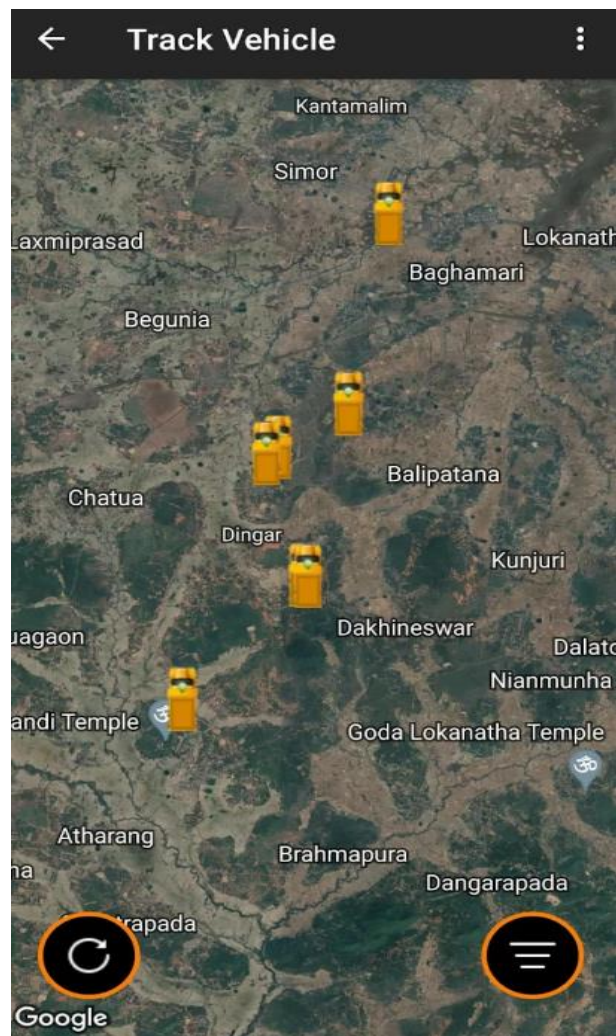 Track Vehicle
Kantamalim
Simor
Laxmiprasad
Lokanath
Baghamari
Begunia
Balipatana
Chatua
Dingar
Kunjuri
Dakhineswar
uagaon
Dalato
Nianmunha
andi Temple
Goda Lokanatha Temple
Atharang
Brahmapura
na
Dangarapada
trapada
Google